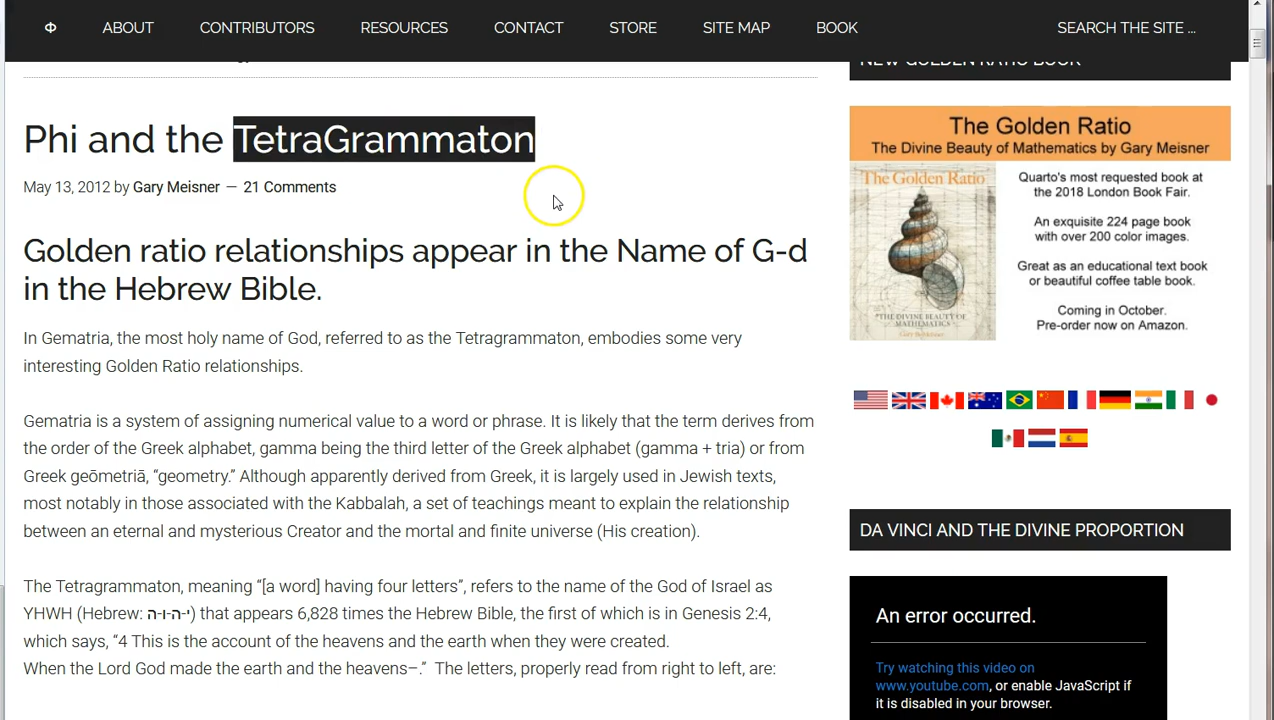 Φ ABOUT CONTRIBUTORS RESOURCES CONTACT STORE SITE MAP BOOK SEARCH THE SITE ...
Phi and the TetraGrammaton
May 13, 2012 by Gary Meisner — 21 Comments
Golden ratio relationships appear in the Name of G-d
in the Hebrew Bible.
In Gematria, the most holy name of God, referred to as the Tetragrammaton, embodies some very
interesting Golden Ratio relationships.
Gematria is a system of assigning numerical value to a word or phrase. It is likely that the term derives from
the order of the Greek alphabet, gamma being the third letter of the Greek alphabet (gamma + tria) or from
Greek geōmetriā, “geometry.” Although apparently derived from Greek, it is largely used in Jewish texts,
most notably in those associated with the Kabbalah, a set of teachings meant to explain the relationship
between an eternal and mysterious Creator and the mortal and finite universe (His creation).
The Tetragrammaton, meaning “[a word] having four letters”, refers to the name of the God of Israel as
YHWH (Hebrew: י-ה-ו-ה) that appears 6,828 times the Hebrew Bible, the first of which is in Genesis 2:4,
which says, “4 This is the account of the heavens and the earth when they were created.
When the Lord God made the earth and the heavens–.” The letters, properly read from right to left, are:
NEW GOLDEN RATIO BOOK
The Golden Ratio
The Divine Beauty of Mathematics by Gary Meisner
The Golden Ratio
THE DIVINE BEAUTY OF
MATHEMATICS
Gary Meisner
Quarto's most requested book at
the 2018 London Book Fair.
An exquisite 224 page book
with over 200 color images.
Great as an educational text book
or beautiful coffee table book.
Coming in October.
Pre-order now on Amazon.
DA VINCI AND THE DIVINE PROPORTION
An error occurred.
Try watching this video on
www.youtube.com, or enable JavaScript if
it is disabled in your browser.